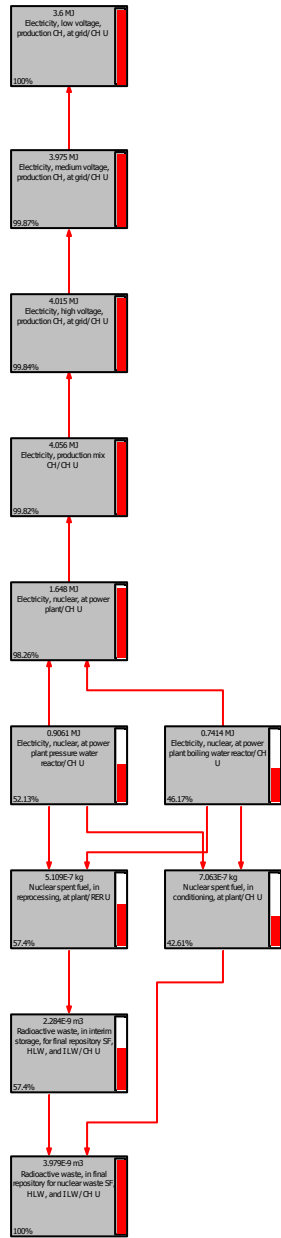 3.6 MJ
Electricity, low voltage,
production CH, at grid/CH U
100%
3.975 MJ
Electricity, medium voltage,
production CH, at grid/CH U
99.87%
4.015 MJ
Electricity, high voltage,
production CH, at grid/CH U
99.84%
4.056 MJ
Electricity, production mix
CH/CH U
99.82%
1.648 MJ
Electricity, nuclear, at power
plant/CH U
98.26%
0.9061 MJ
Electricity, nuclear, at power
plant pressure water
reactor/CH U
52.13%
0.7414 MJ
Electricity, nuclear, at power
plant boiling water reactor/CH
U
46.17%
5.109E-7 kg
Nuclear spent fuel, in
reprocessing, at plant/RER U
57.4%
7.063E-7 kg
Nuclear spent fuel, in
conditioning, at plant/CH U
42.61%
2.284E-9 m3
Radioactive waste, in interim
storage, for final repository SF,
HLW, and ILW/CH U
57.4%
3.979E-9 m3
Radioactive waste, in final
repository for nuclear waste SF,
HLW, and ILW/CH U
100%